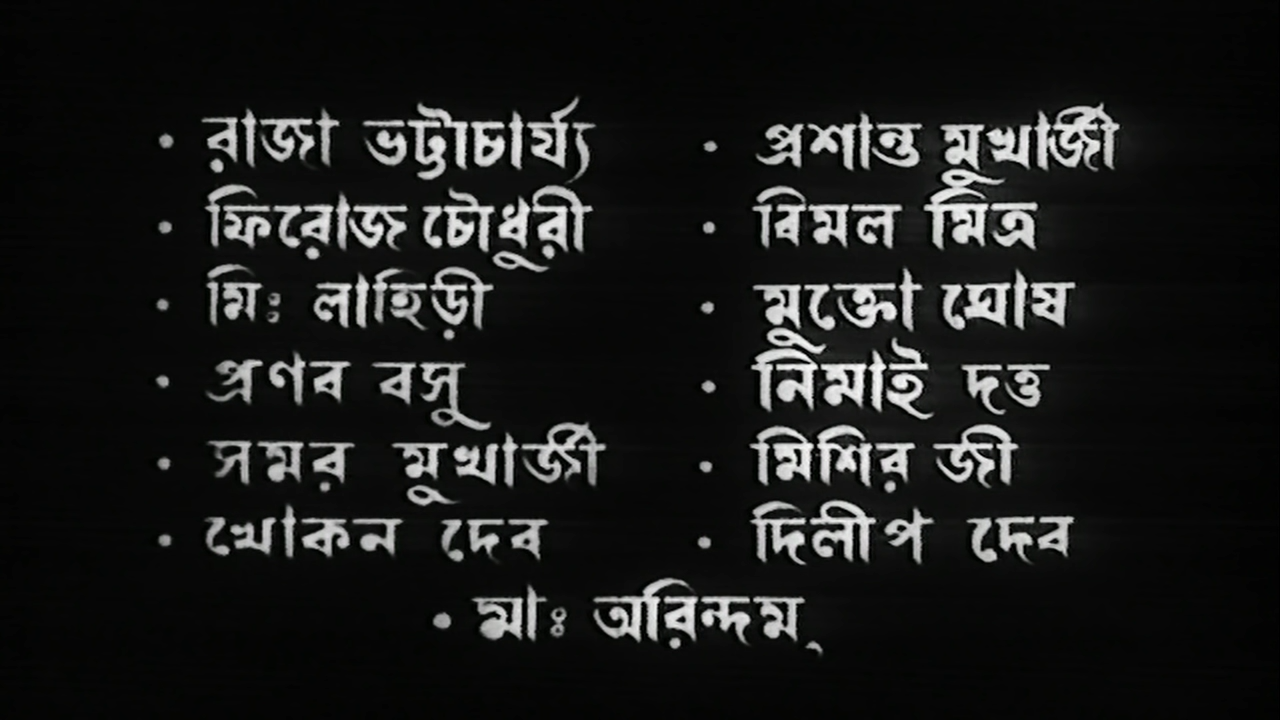 • রাজা ভট্টাচার্য্য
• ফিরোজ চৌধুরী
• মিঃ লাহিড়ী
• প্রণব বসু
• সমর মুখার্জী
• খোকন দেব
• প্রশান্ত মুখার্জী
• বিমল মিত্র
• মুক্তো ঘোষ
• নিমাই দত্ত
• মিশির জী
• দিলীপ দেব
• মাঃ অরিন্দম্